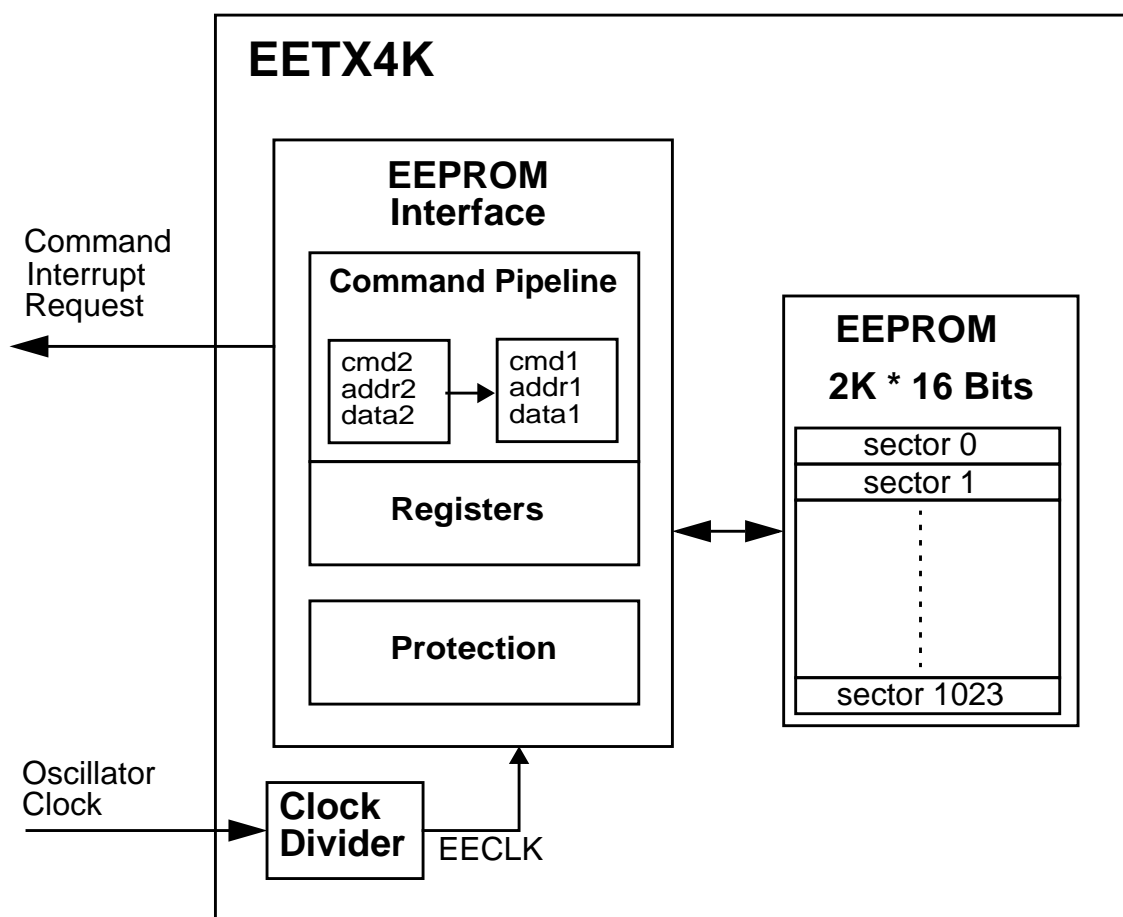 EETX4K
EEPROM
Interface
Command
Interrupt
Request
Command Pipeline
cmd2
addr2
data2
cmd1
addr1
data1
Registers
Protection
EEPROM
2K * 16 Bits
sector 0
sector 1
sector 1023
Oscillator
Clock
Clock
Divider
EECLK